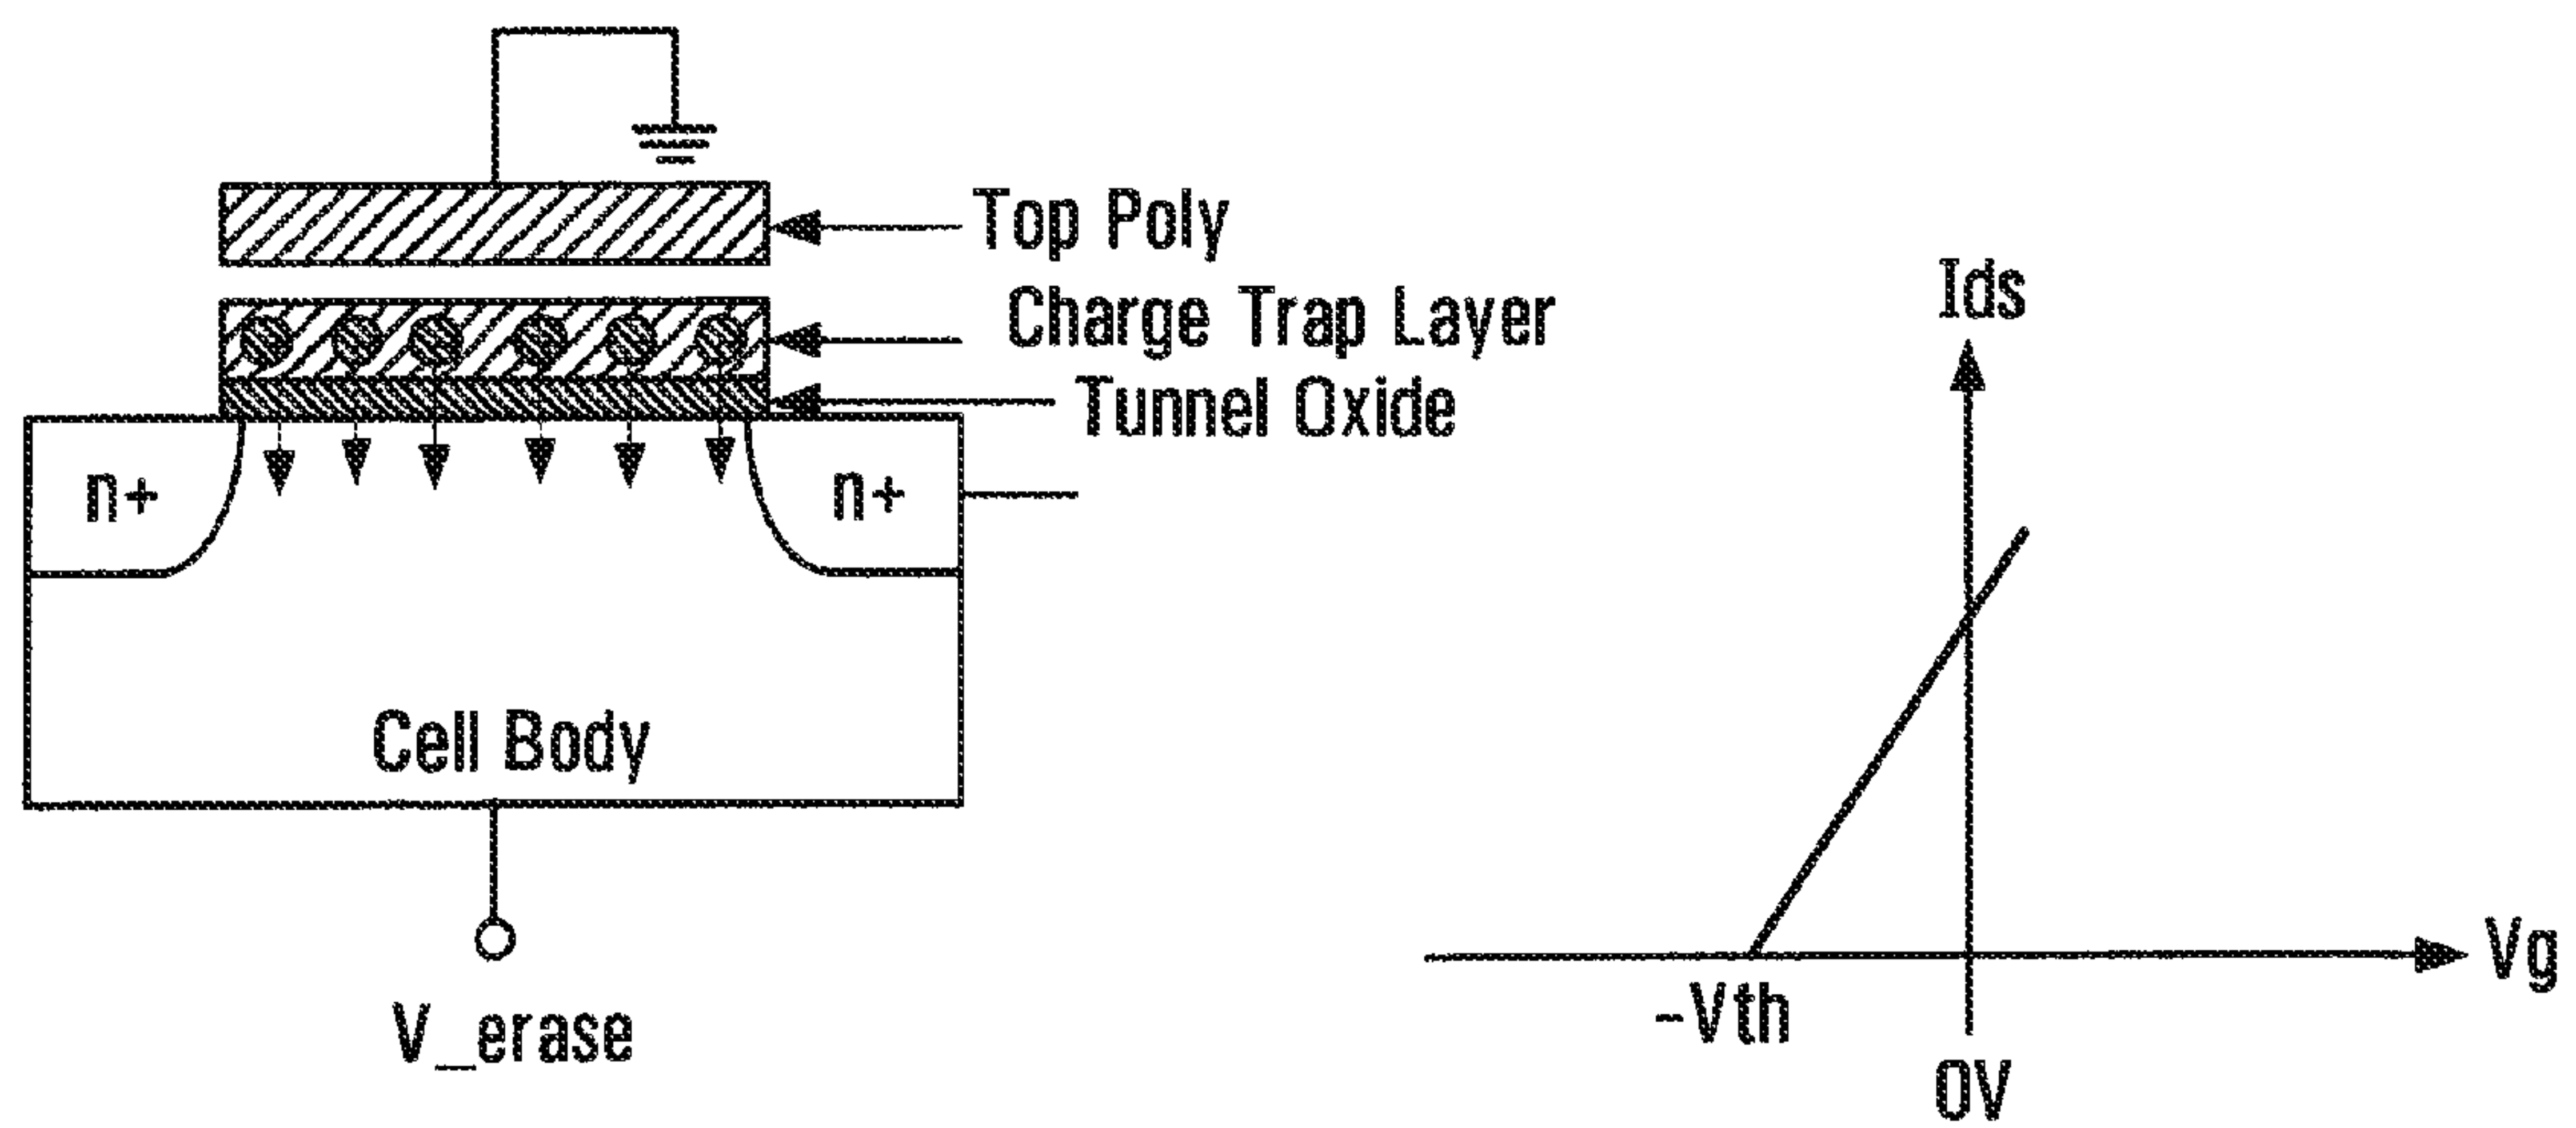 Top Poly
Charge Trap Layer
Tunnel Oxide
n+
n+
Cell Body
V_erase
Ids
Vg
-Vth
0V